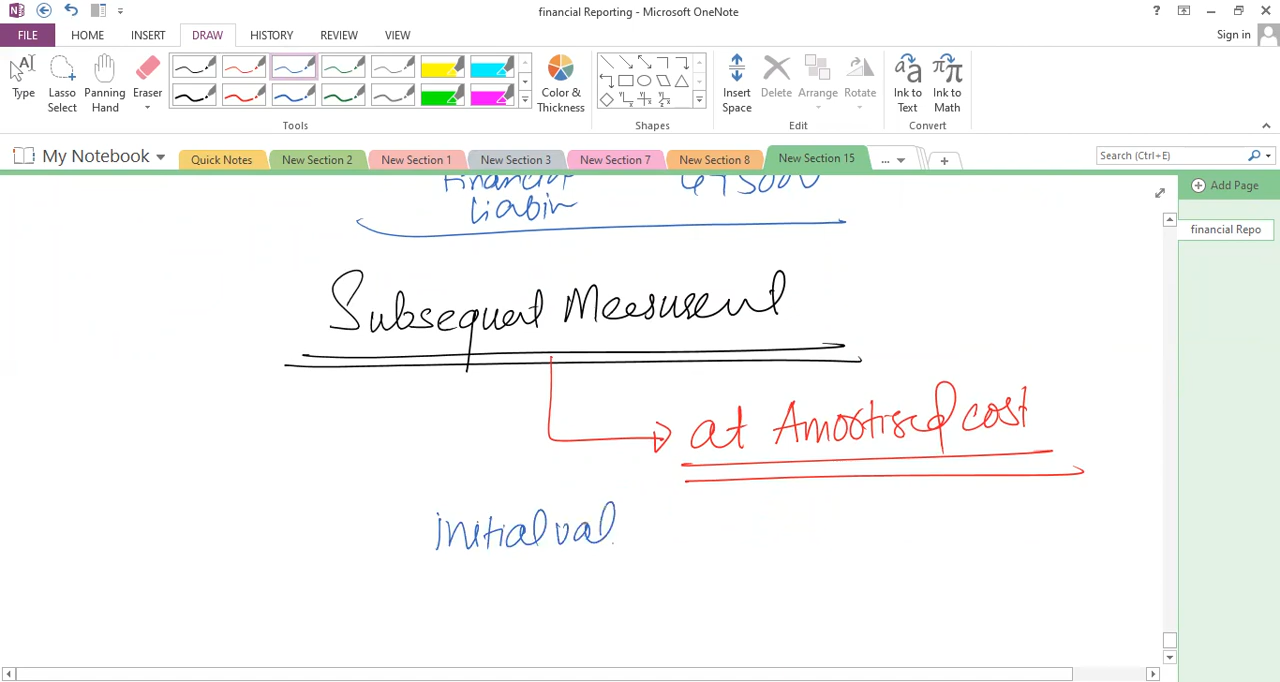 financial Reporting - Microsoft OneNote
Sign in
FILE HOME INSERT DRAW HISTORY REVIEW VIEW
Type
Lasso Select
Panning Hand
Eraser
Color & Thickness
Insert Space
Delete
Arrange
Rotate
Ink to Text
Ink to Math
Tools
Shapes
Edit
Convert
My Notebook
Quick Notes
New Section 2
New Section 1
New Section 3
New Section 7
New Section 8
New Section 15
...
Search (Ctrl+E)
Add Page
financial Repo
financial
Subsequent Measurent
at Amortised cost
initial val